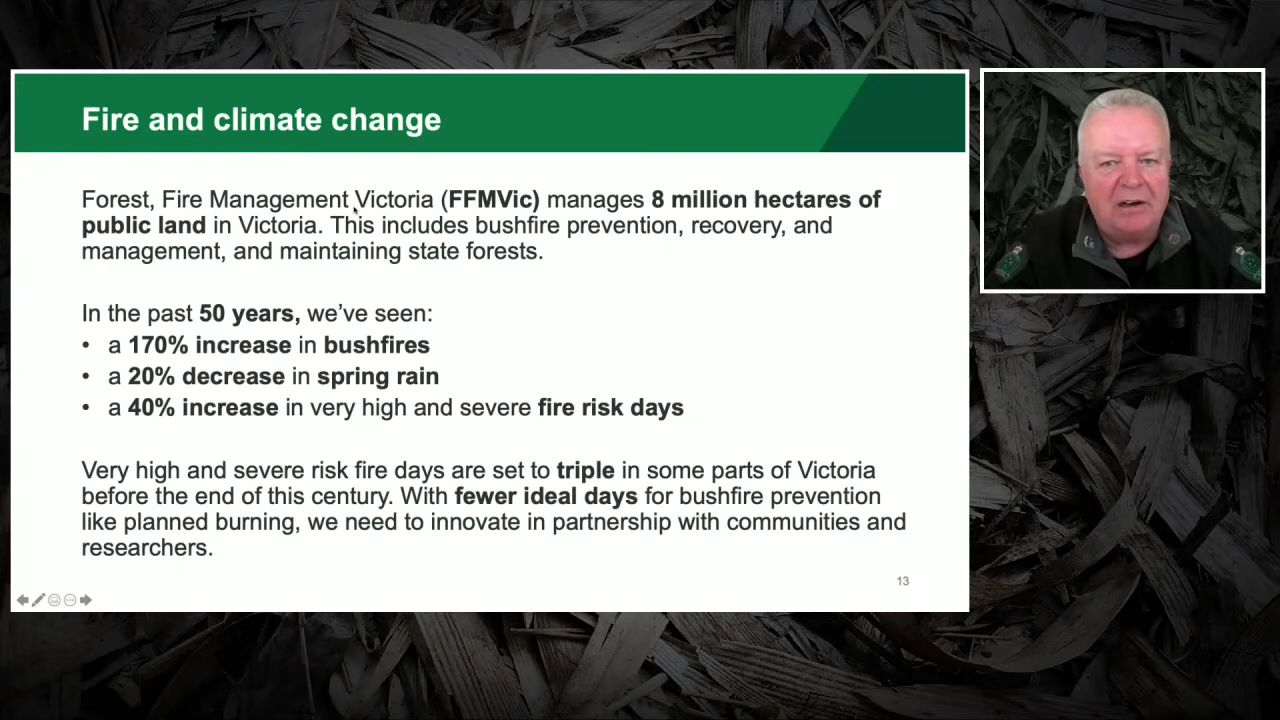 Fire and climate change
Forest, Fire Management Victoria (FFMVic) manages 8 million hectares of
public land in Victoria. This includes bushfire prevention, recovery, and
management, and maintaining state forests.
In the past 50 years, we’ve seen:
• a 170% increase in bushfires
• a 20% decrease in spring rain
• a 40% increase in very high and severe fire risk days
Very high and severe risk fire days are set to triple in some parts of Victoria
before the end of this century. With fewer ideal days for bushfire prevention
like planned burning, we need to innovate in partnership with communities and
researchers.
13